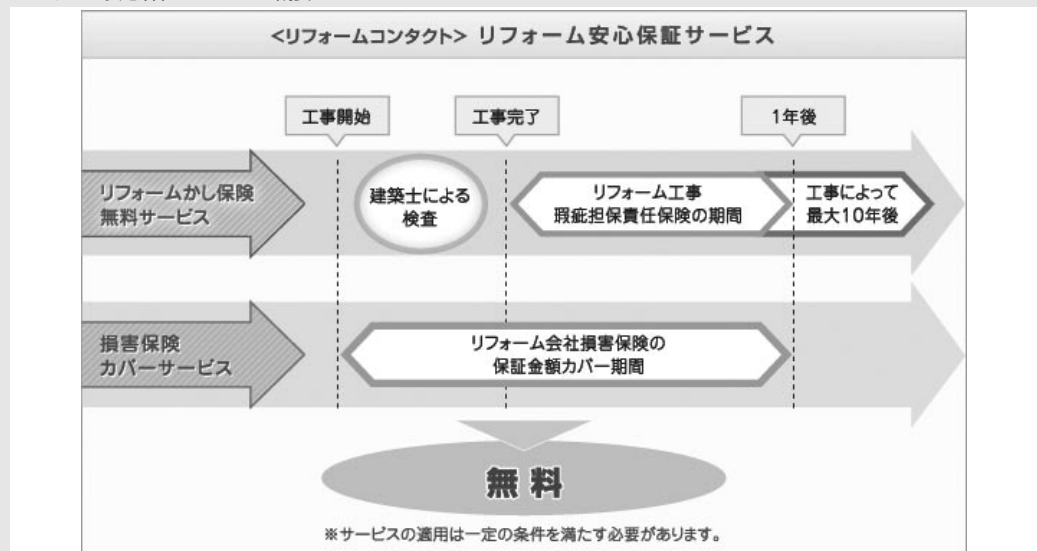 <リフォームコンタクト> リフォーム安心保証サービス
工事開始
工事完了
1年後
リフォームかし保険
無料サービス
建築士による
検査
リフォーム工事
瑕疵担保責任保険の期間
工事によって
最大10年後
損害保険
カバーサービス
リフォーム会社損害保険の
保証金額カバー期間
無料
※サービスの適用は一定の条件を満たす必要があります。